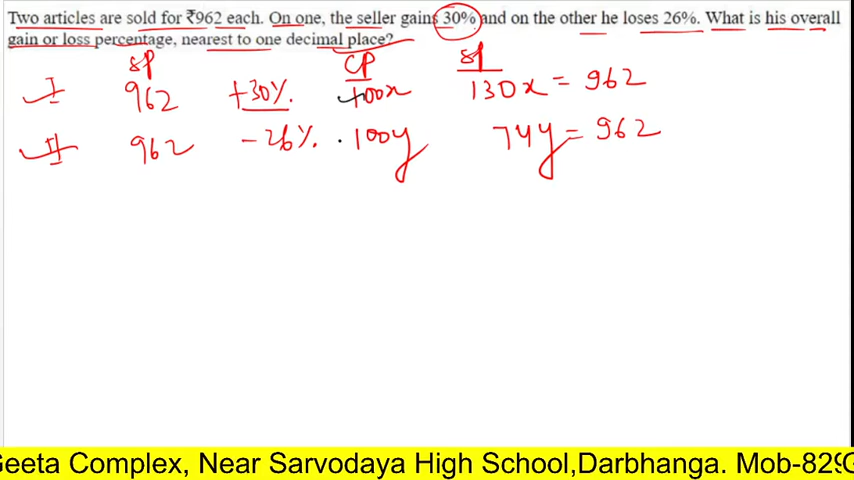 Two articles are sold for ₹962 each. On one, the seller gains 30% and on the other he loses 26%. What is his overall
gain or loss percentage, nearest to one decimal place?
SP CP SP
I 962 +30% 100x 130x = 962
II 962 -26% 100y 74y = 962
Geeta Complex, Near Sarvodaya High School,Darbhanga. Mob-829G